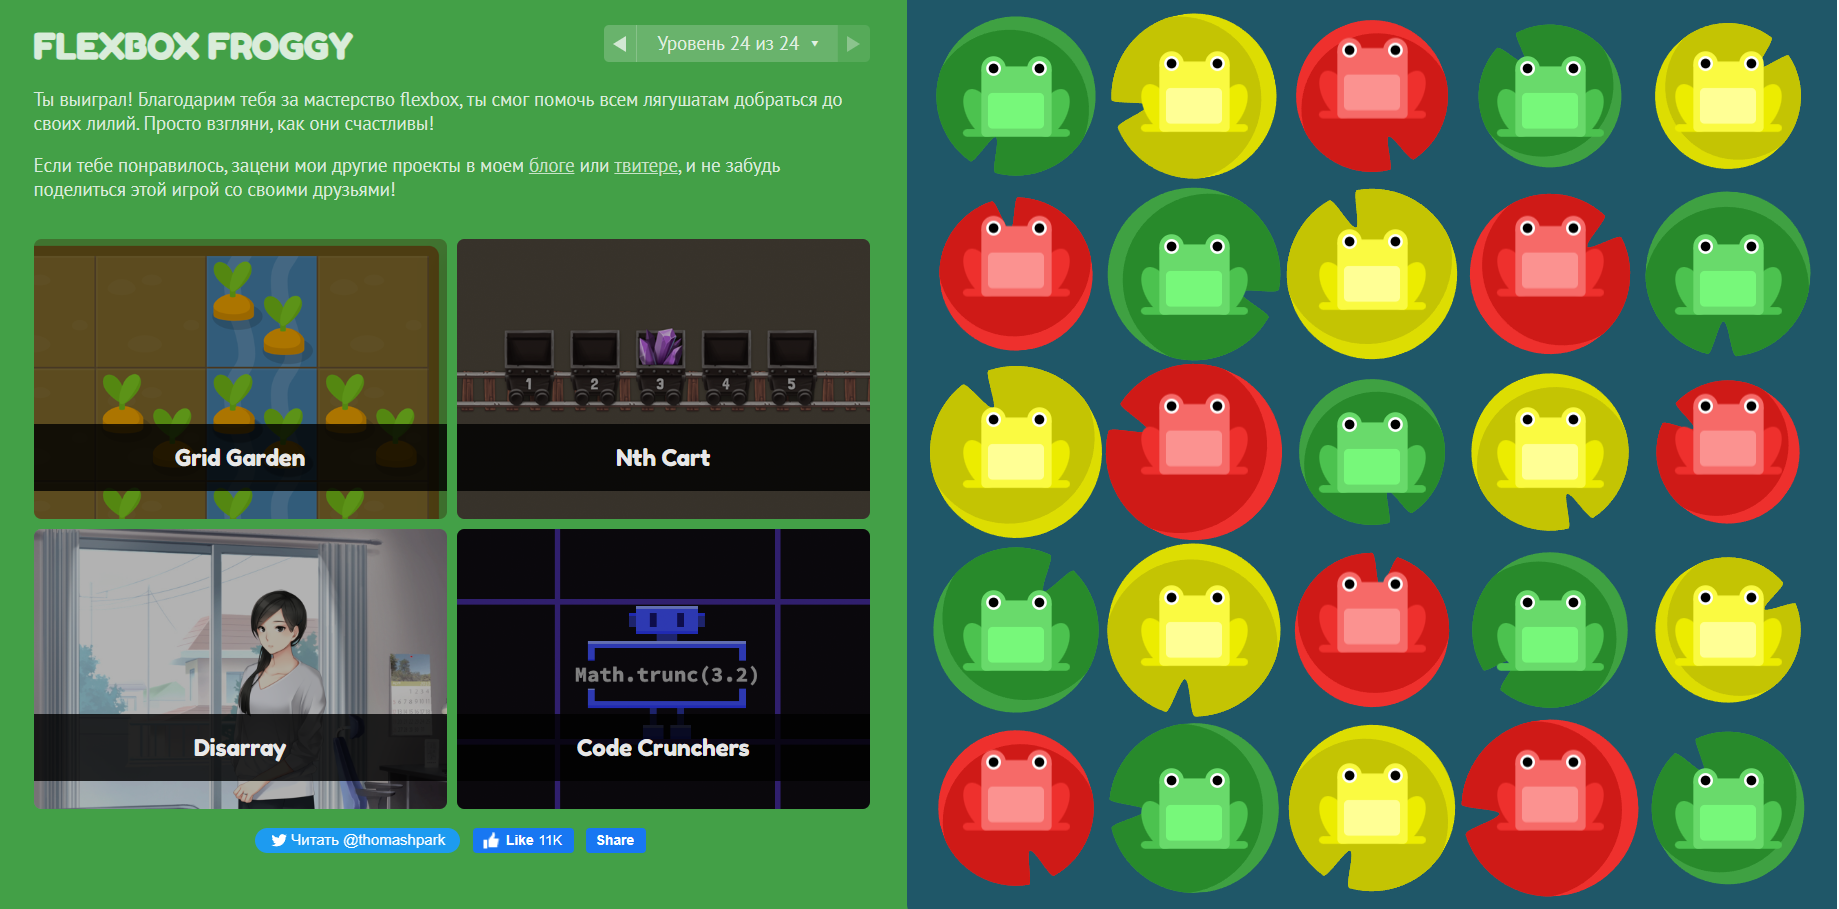 FLEXBOX FROGGY
Уровень 24 из 24
Ты выиграл! Благодарим тебя за мастерство flexbox, ты смог помочь всем лягушатам добраться до
своих лилий. Просто взгляни, как они счастливы!
Если тебе понравилось, зацени мои другие проекты в моем блоге или твитере, и не забудь
поделиться этой игрой со своими друзьями!
1 2 3 4 5
Grid Garden
Nth Cart
Math.trunc(3.2)
Disarray
Code Crunchers
Читать @thomashpark
Like 11K
Share